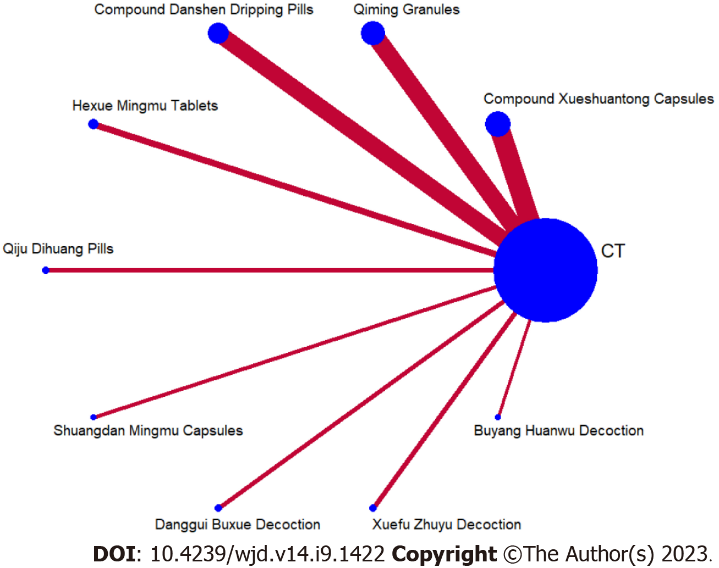 Compound Danshen Dripping Pills
Qiming Granules
Compound Xueshuantong Capsules
Hexue Mingmu Tablets
CT
Qiju Dihuang Pills
Shuangdan Mingmu Capsules
Buyang Huanwu Decoction
Danggui Buxue Decoction
Xuefu Zhuyu Decoction
DOI: 10.4239/wjd.v14.i9.1422 Copyright ©The Author(s) 2023.